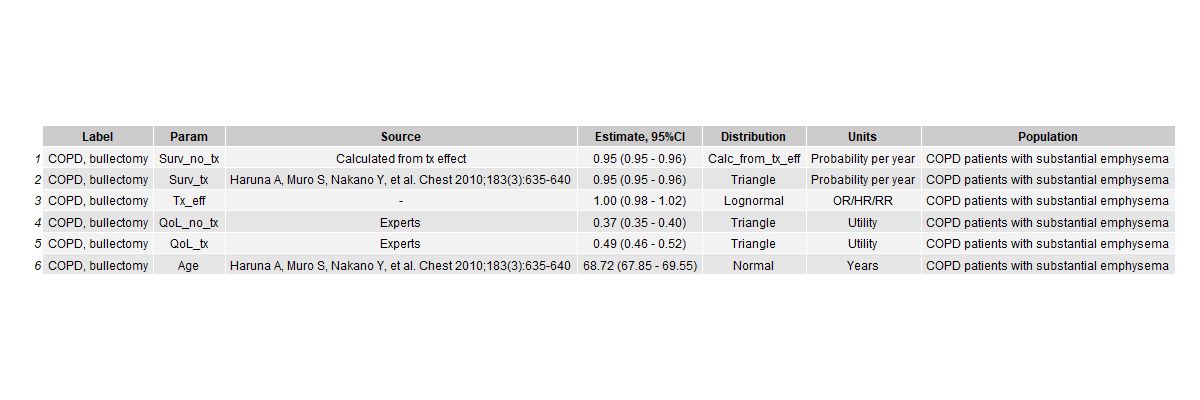 Label Param Source Estimate, 95%CI Distribution Units Population
1 COPD, bullectomy Surv_no_tx Calculated from tx effect 0.95 (0.95 - 0.96) Calc_from_tx_eff Probability per year COPD patients with substantial emphysema
2 COPD, bullectomy Surv_tx Haruna A, Muro S, Nakano Y, et al. Chest 2010;183(3):635-640 0.95 (0.95 - 0.96) Triangle Probability per year COPD patients with substantial emphysema
3 COPD, bullectomy Tx_eff - 1.00 (0.98 - 1.02) Lognormal OR/HR/RR COPD patients with substantial emphysema
4 COPD, bullectomy QoL_no_tx Experts 0.37 (0.35 - 0.40) Triangle Utility COPD patients with substantial emphysema
5 COPD, bullectomy QoL_tx Experts 0.49 (0.46 - 0.52) Triangle Utility COPD patients with substantial emphysema
6 COPD, bullectomy Age Haruna A, Muro S, Nakano Y, et al. Chest 2010;183(3):635-640 68.72 (67.85 - 69.55) Normal Years COPD patients with substantial emphysema